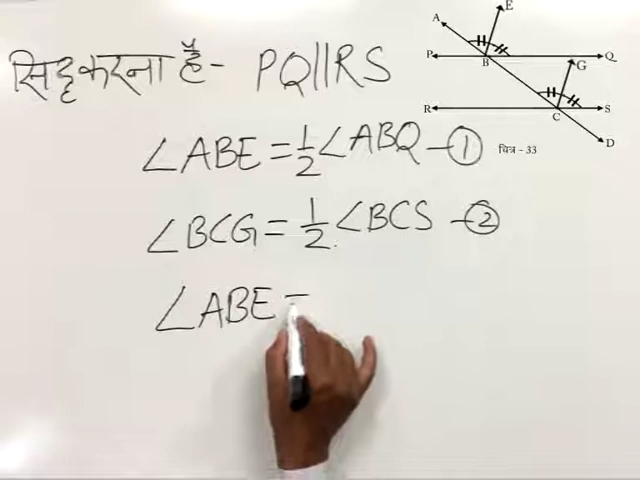 सिद्ध करना है- PQ||RS
∠ABE = 1/2 ∠ABQ —①
∠BCG = 1/2 ∠BCS —②
∠ABE =
A
E
P
B
Q
G
R
C
S
D
चित्र - 33